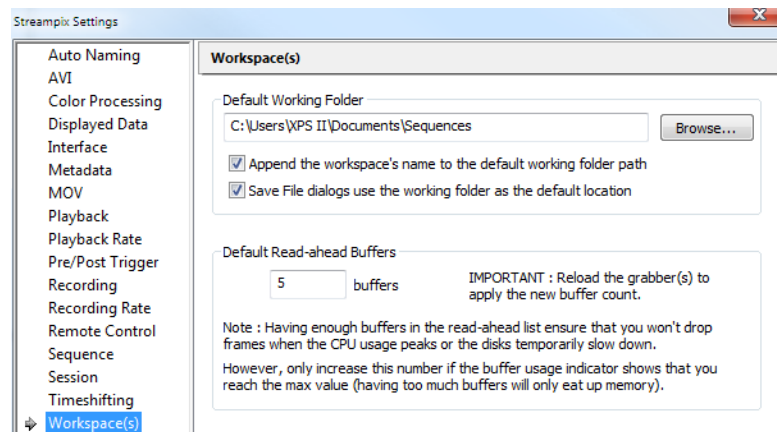 Streampix Settings
X
Auto Naming
AVI
Color Processing
Displayed Data
Interface
Metadata
MOV
Playback
Playback Rate
Pre/Post Trigger
Recording
Recording Rate
Remote Control
Sequence
Session
Timeshifting
Workspace(s)
Workspace(s)
Default Working Folder
C:\Users\XPS II\Documents\Sequences
Browse...
Append the workspace's name to the default working folder path
Save File dialogs use the working folder as the default location
Default Read-ahead Buffers
5 buffers
IMPORTANT : Reload the grabber(s) to
apply the new buffer count.
Note : Having enough buffers in the read-ahead list ensure that you won't drop
frames when the CPU usage peaks or the disks temporarily slow down.
However, only increase this number if the buffer usage indicator shows that you
reach the max value (having too much buffers will only eat up memory).